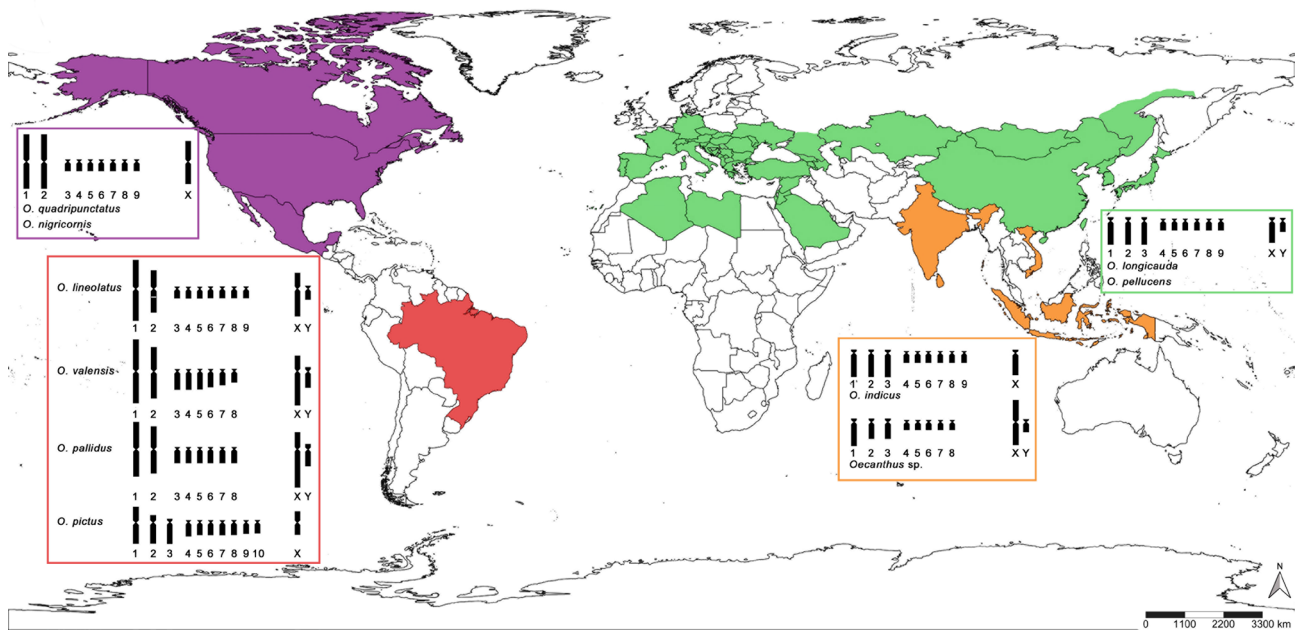 1 2 3 4 5 6 7 8 9 X
O. quadripunctatus
O. nigricornis
O. lineolatus
1 2 3 4 5 6 7 8 9 X Y
O. valensis
1 2 3 4 5 6 7 8 X Y
O. pallidus
1 2 3 4 5 6 7 8 X Y
O. pictus
1 2 3 4 5 6 7 8 9 10 X
1 2 3 4 5 6 7 8 9 X Y
O. longicauda
O. pellucens
1' 2 3 4 5 6 7 8 9 X
O. indicus
1 2 3 4 5 6 7 8 X Y
Oecanthus sp.
N
0 1100 2200 3300 km